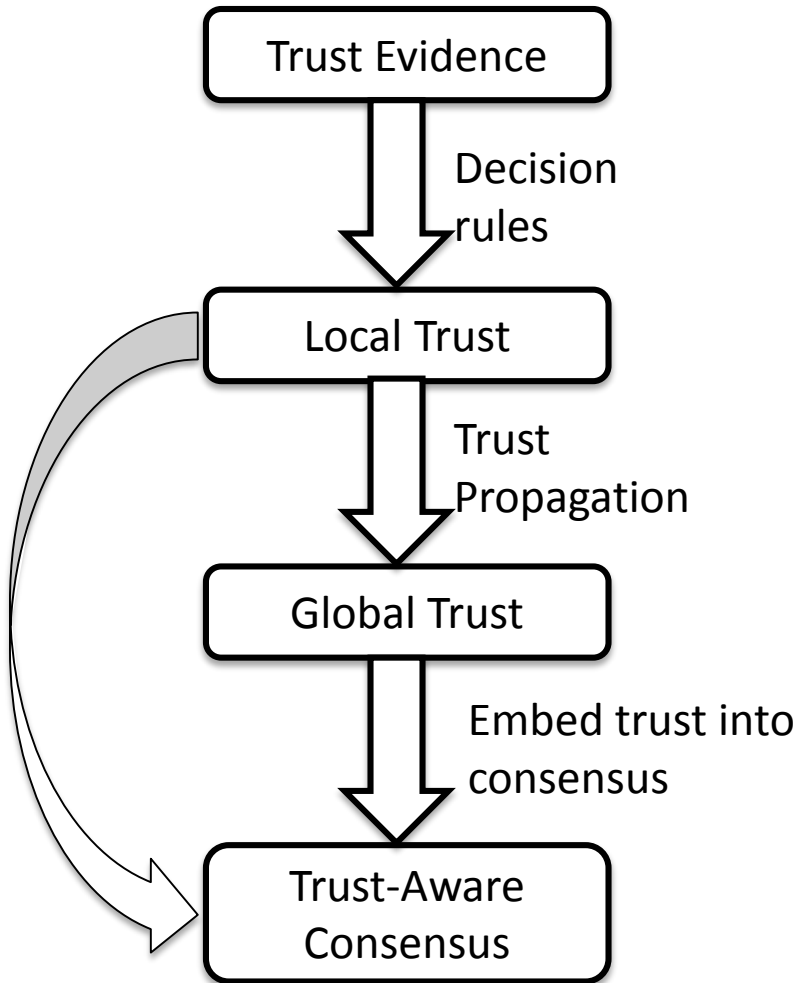 Trust Evidence
Decision
rules
Local Trust
Trust
Propagation
Global Trust
Embed trust into
consensus
Trust-Aware
Consensus